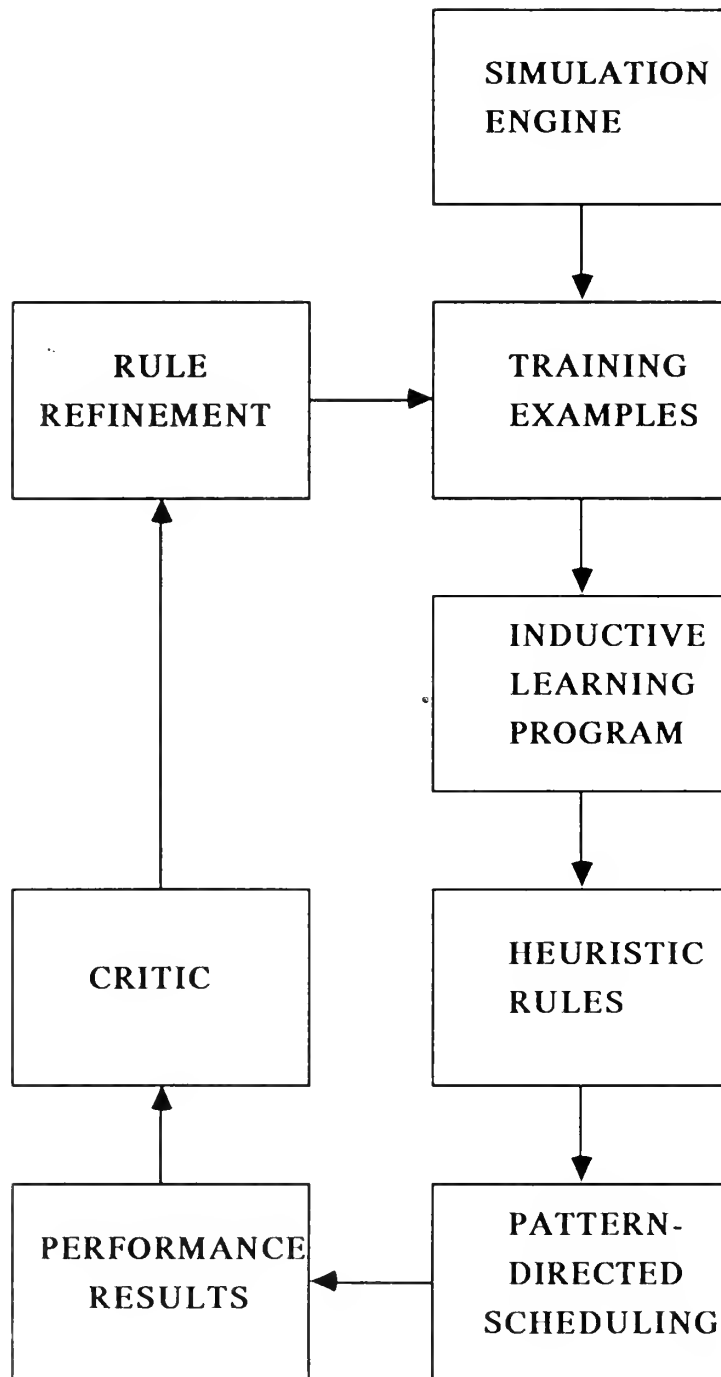 SIMULATION
ENGINE
RULE
REFINEMENT
TRAINING
EXAMPLES
INDUCTIVE
LEARNING
PROGRAM
CRITIC
HEURISTIC
RULES
PERFORMANCE
RESULTS
PATTERN-
DIRECTED
SCHEDULING